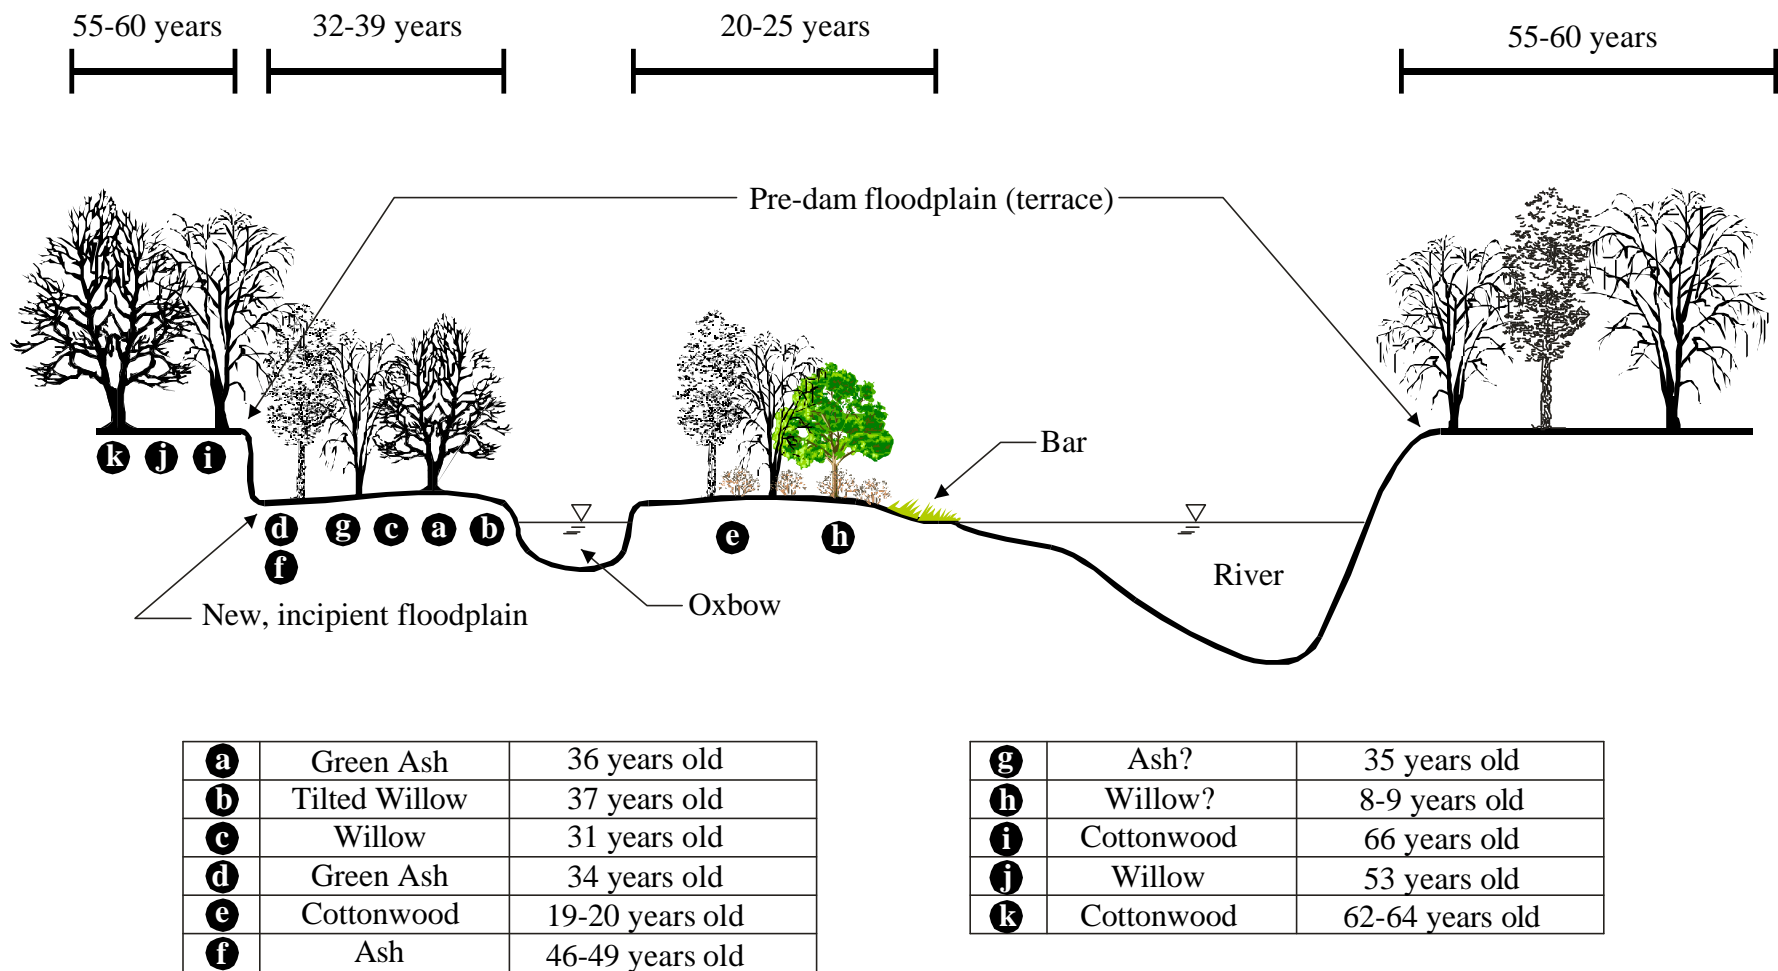 55-60 years
32-39 years
20-25 years
55-60 years
Pre-dam floodplain (terrace)
Bar
k j i
d g c a b
e h
f
River
Oxbow
New, incipient floodplain
a Green Ash 36 years old
b Tilted Willow 37 years old
c Willow 31 years old
d Green Ash 34 years old
e Cottonwood 19-20 years old
f Ash 46-49 years old
g Ash? 35 years old
h Willow? 8-9 years old
i Cottonwood 66 years old
j Willow 53 years old
k Cottonwood 62-64 years old